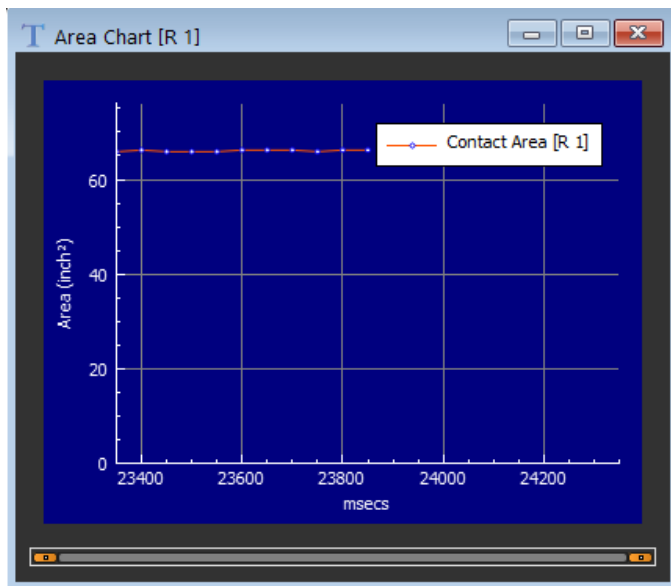 T Area Chart [R 1]
Contact Area [R 1]
60
40
20
0
Area (inch²)
23400 23600 23800 24000 24200
msecs